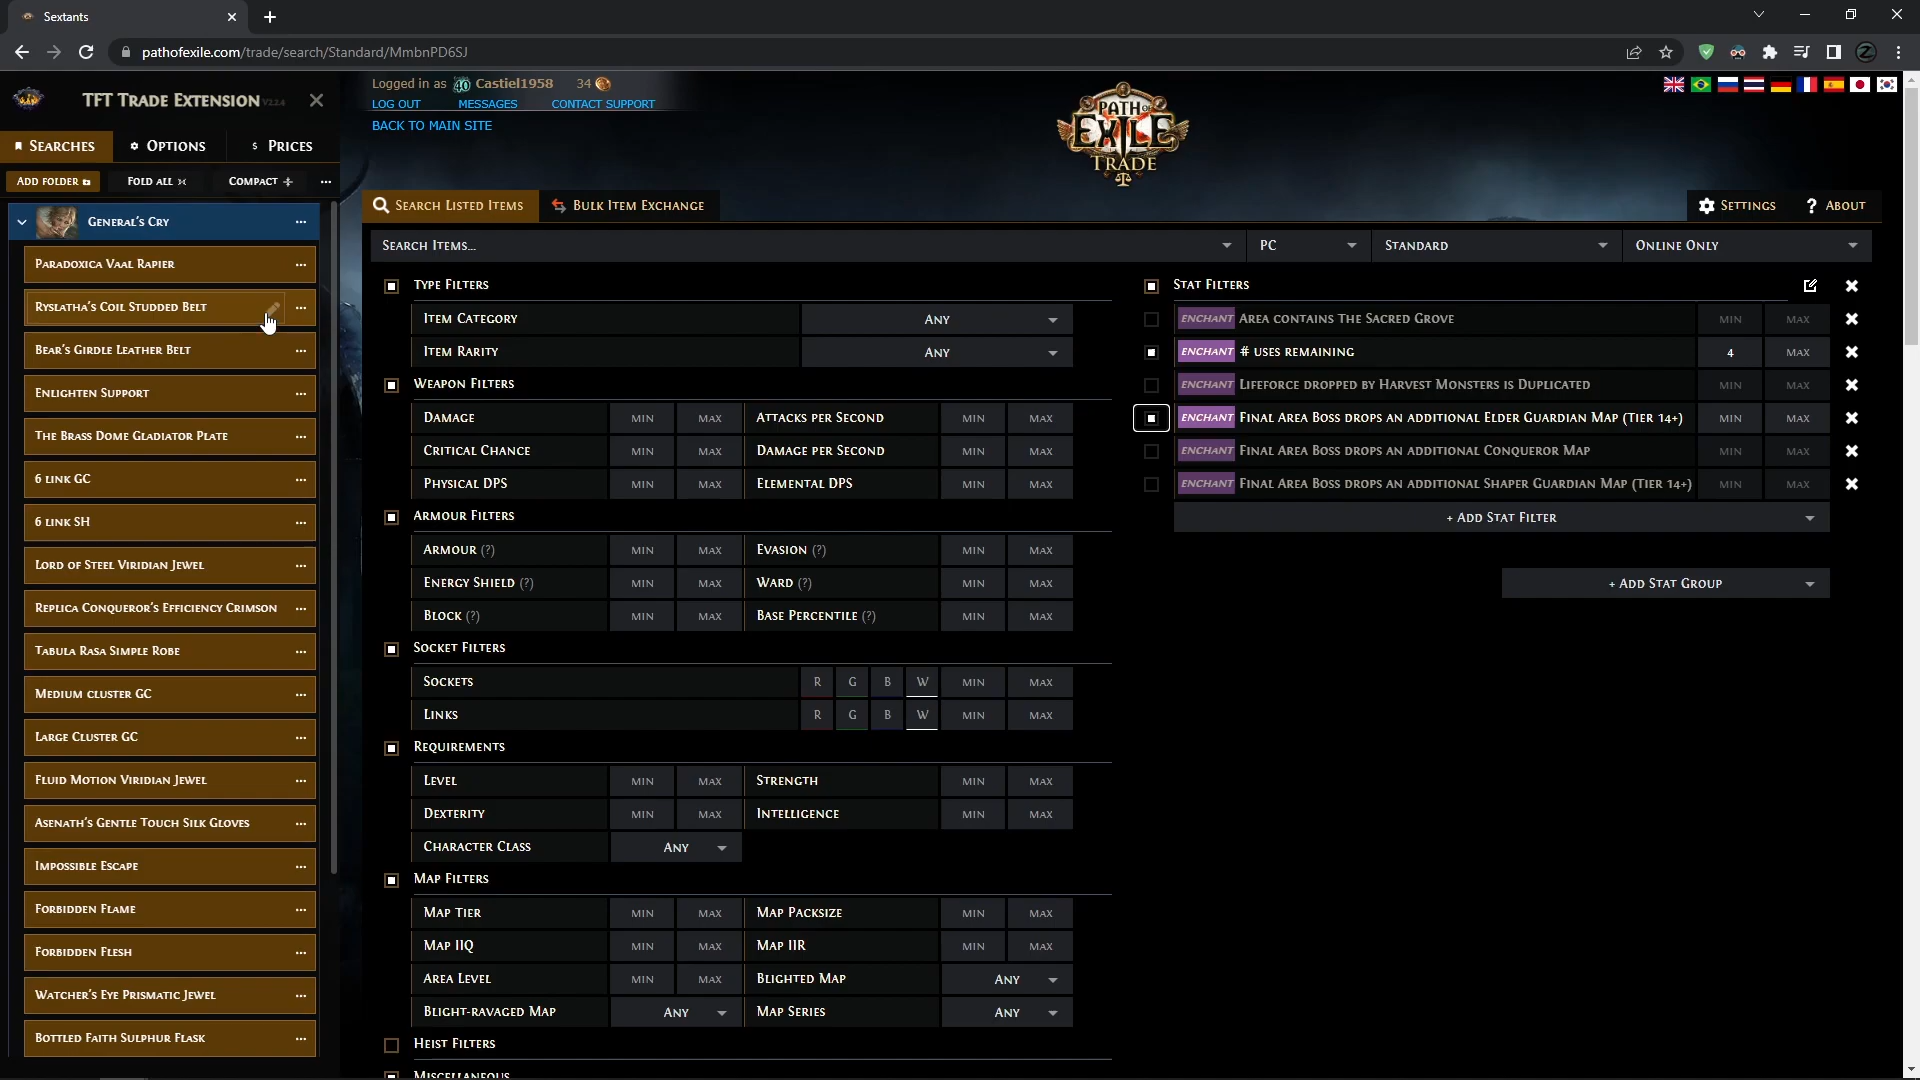 Sextants
pathofexile.com/trade/search/Standard/MmbnPD6SJ
TFT Trade Extension V2.2.4
Searches
Options
Prices
Add folder
Fold all
Compact
General's Cry
Paradoxica Vaal Rapier
Ryslatha's Coil Studded Belt
Bear's Girdle Leather Belt
Enlighten Support
The Brass Dome Gladiator Plate
6 link GC
6 link SH
Lord of Steel Viridian Jewel
Replica Conqueror's Efficiency Crimson
Tabula Rasa Simple Robe
Medium cluster GC
Large Cluster GC
Fluid Motion Viridian Jewel
Asenath's Gentle Touch Silk Gloves
Impossible Escape
Forbidden Flame
Forbidden Flesh
Watcher's Eye Prismatic Jewel
Bottled Faith Sulphur Flask
Logged in as 40 Castiel1958 34
LOG OUT MESSAGES CONTACT SUPPORT
BACK TO MAIN SITE
PATH OF EXILE TRADE
Search Listed Items
Bulk Item Exchange
Settings
? About
Search Items...
PC
Standard
Online Only
Type Filters
Item Category Any
Item Rarity Any
Weapon Filters
Damage MIN MAX Attacks per Second MIN MAX
Critical Chance MIN MAX Damage per Second MIN MAX
Physical DPS MIN MAX Elemental DPS MIN MAX
Armour Filters
Armour (?) MIN MAX Evasion (?) MIN MAX
Energy Shield (?) MIN MAX Ward (?) MIN MAX
Block (?) MIN MAX Base Percentile (?) MIN MAX
Socket Filters
Sockets R G B W MIN MAX
Links R G B W MIN MAX
Requirements
Level MIN MAX Strength MIN MAX
Dexterity MIN MAX Intelligence MIN MAX
Character Class Any
Map Filters
Map Tier MIN MAX Map Packsize MIN MAX
Map IIQ MIN MAX Map IIR MIN MAX
Area Level MIN MAX Blighted Map Any
Blight-ravaged Map Any Map Series Any
Heist Filters
Miscellaneous
Stat Filters
ENCHANT Area contains The Sacred Grove MIN MAX
ENCHANT # uses remaining 4 MAX
ENCHANT Lifeforce dropped by Harvest Monsters is Duplicated MIN MAX
ENCHANT Final Area Boss drops an additional Elder Guardian Map (Tier 14+) MIN MAX
ENCHANT Final Area Boss drops an additional Conqueror Map MIN MAX
ENCHANT Final Area Boss drops an additional Shaper Guardian Map (Tier 14+) MIN MAX
+ Add Stat Filter
+ Add Stat Group